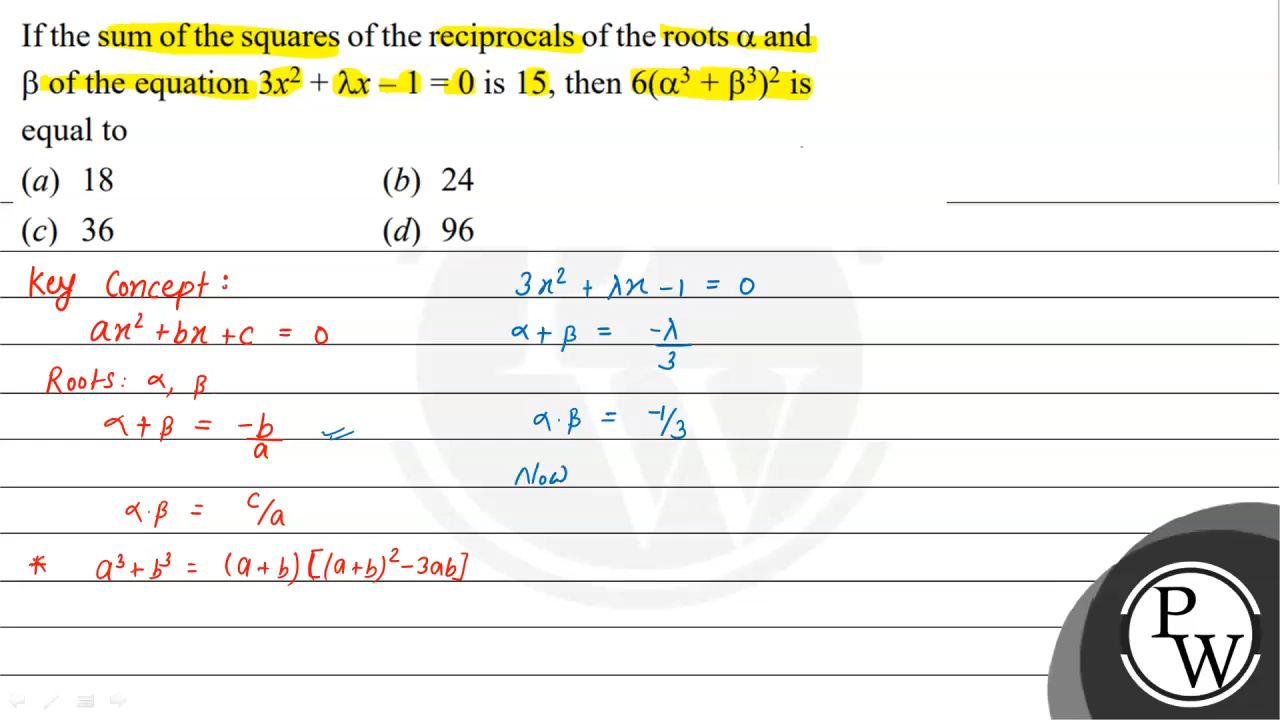 If the sum of the squares of the reciprocals of the roots α and
β of the equation 3x² + λx – 1 = 0 is 15, then 6(α³ + β³)² is
equal to
(a) 18 (b) 24
(c) 36 (d) 96
Key Concept:
ax² + bx + c = 0
Roots: α, β
α + β = -b/a
α·β = c/a
* a³ + b³ = (a + b) [(a + b)² - 3ab]
3x² + λx - 1 = 0
α + β = -λ/3
α·β = -1/3
Now
P
W